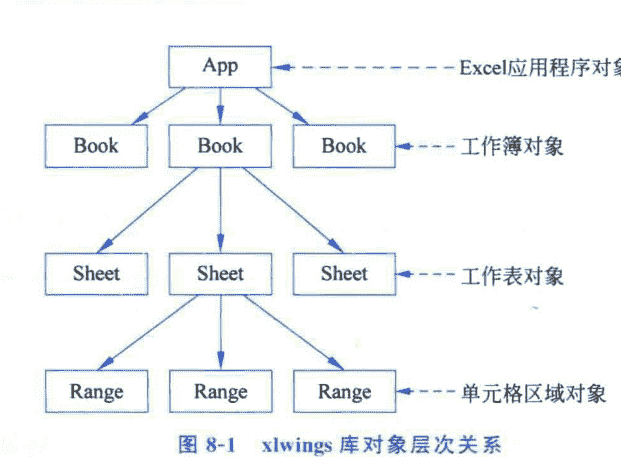 App
Excel应用程序对
Book Book Book
工作簿对象
Sheet Sheet Sheet
工作表对象
Range Range Range
单元格区域对象
图 8-1 xlwings 库对象层次关系